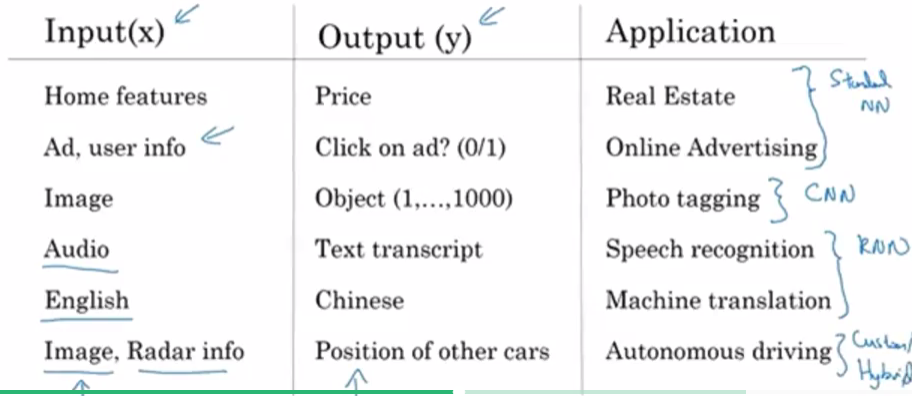 Input(x) Output (y) Application
Home features Price Real Estate
Standard NN
Ad, user info Click on ad? (0/1) Online Advertising
Image Object (1,...,1000) Photo tagging CNN
Audio Text transcript Speech recognition RNN
English Chinese Machine translation
Image, Radar info Position of other cars Autonomous driving Custom/
Hybrid